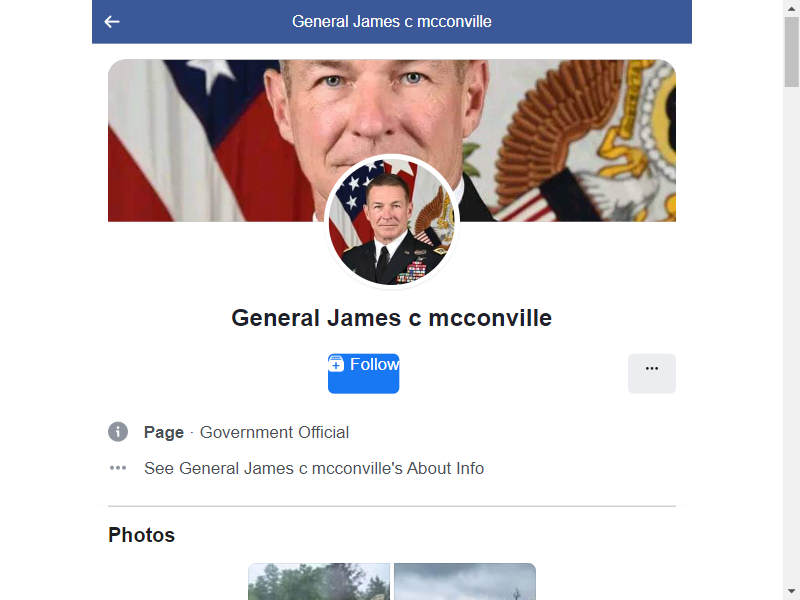 General James c mcconville
General James c mcconville
Follow
Page · Government Official
See General James c mcconville's About Info
Photos